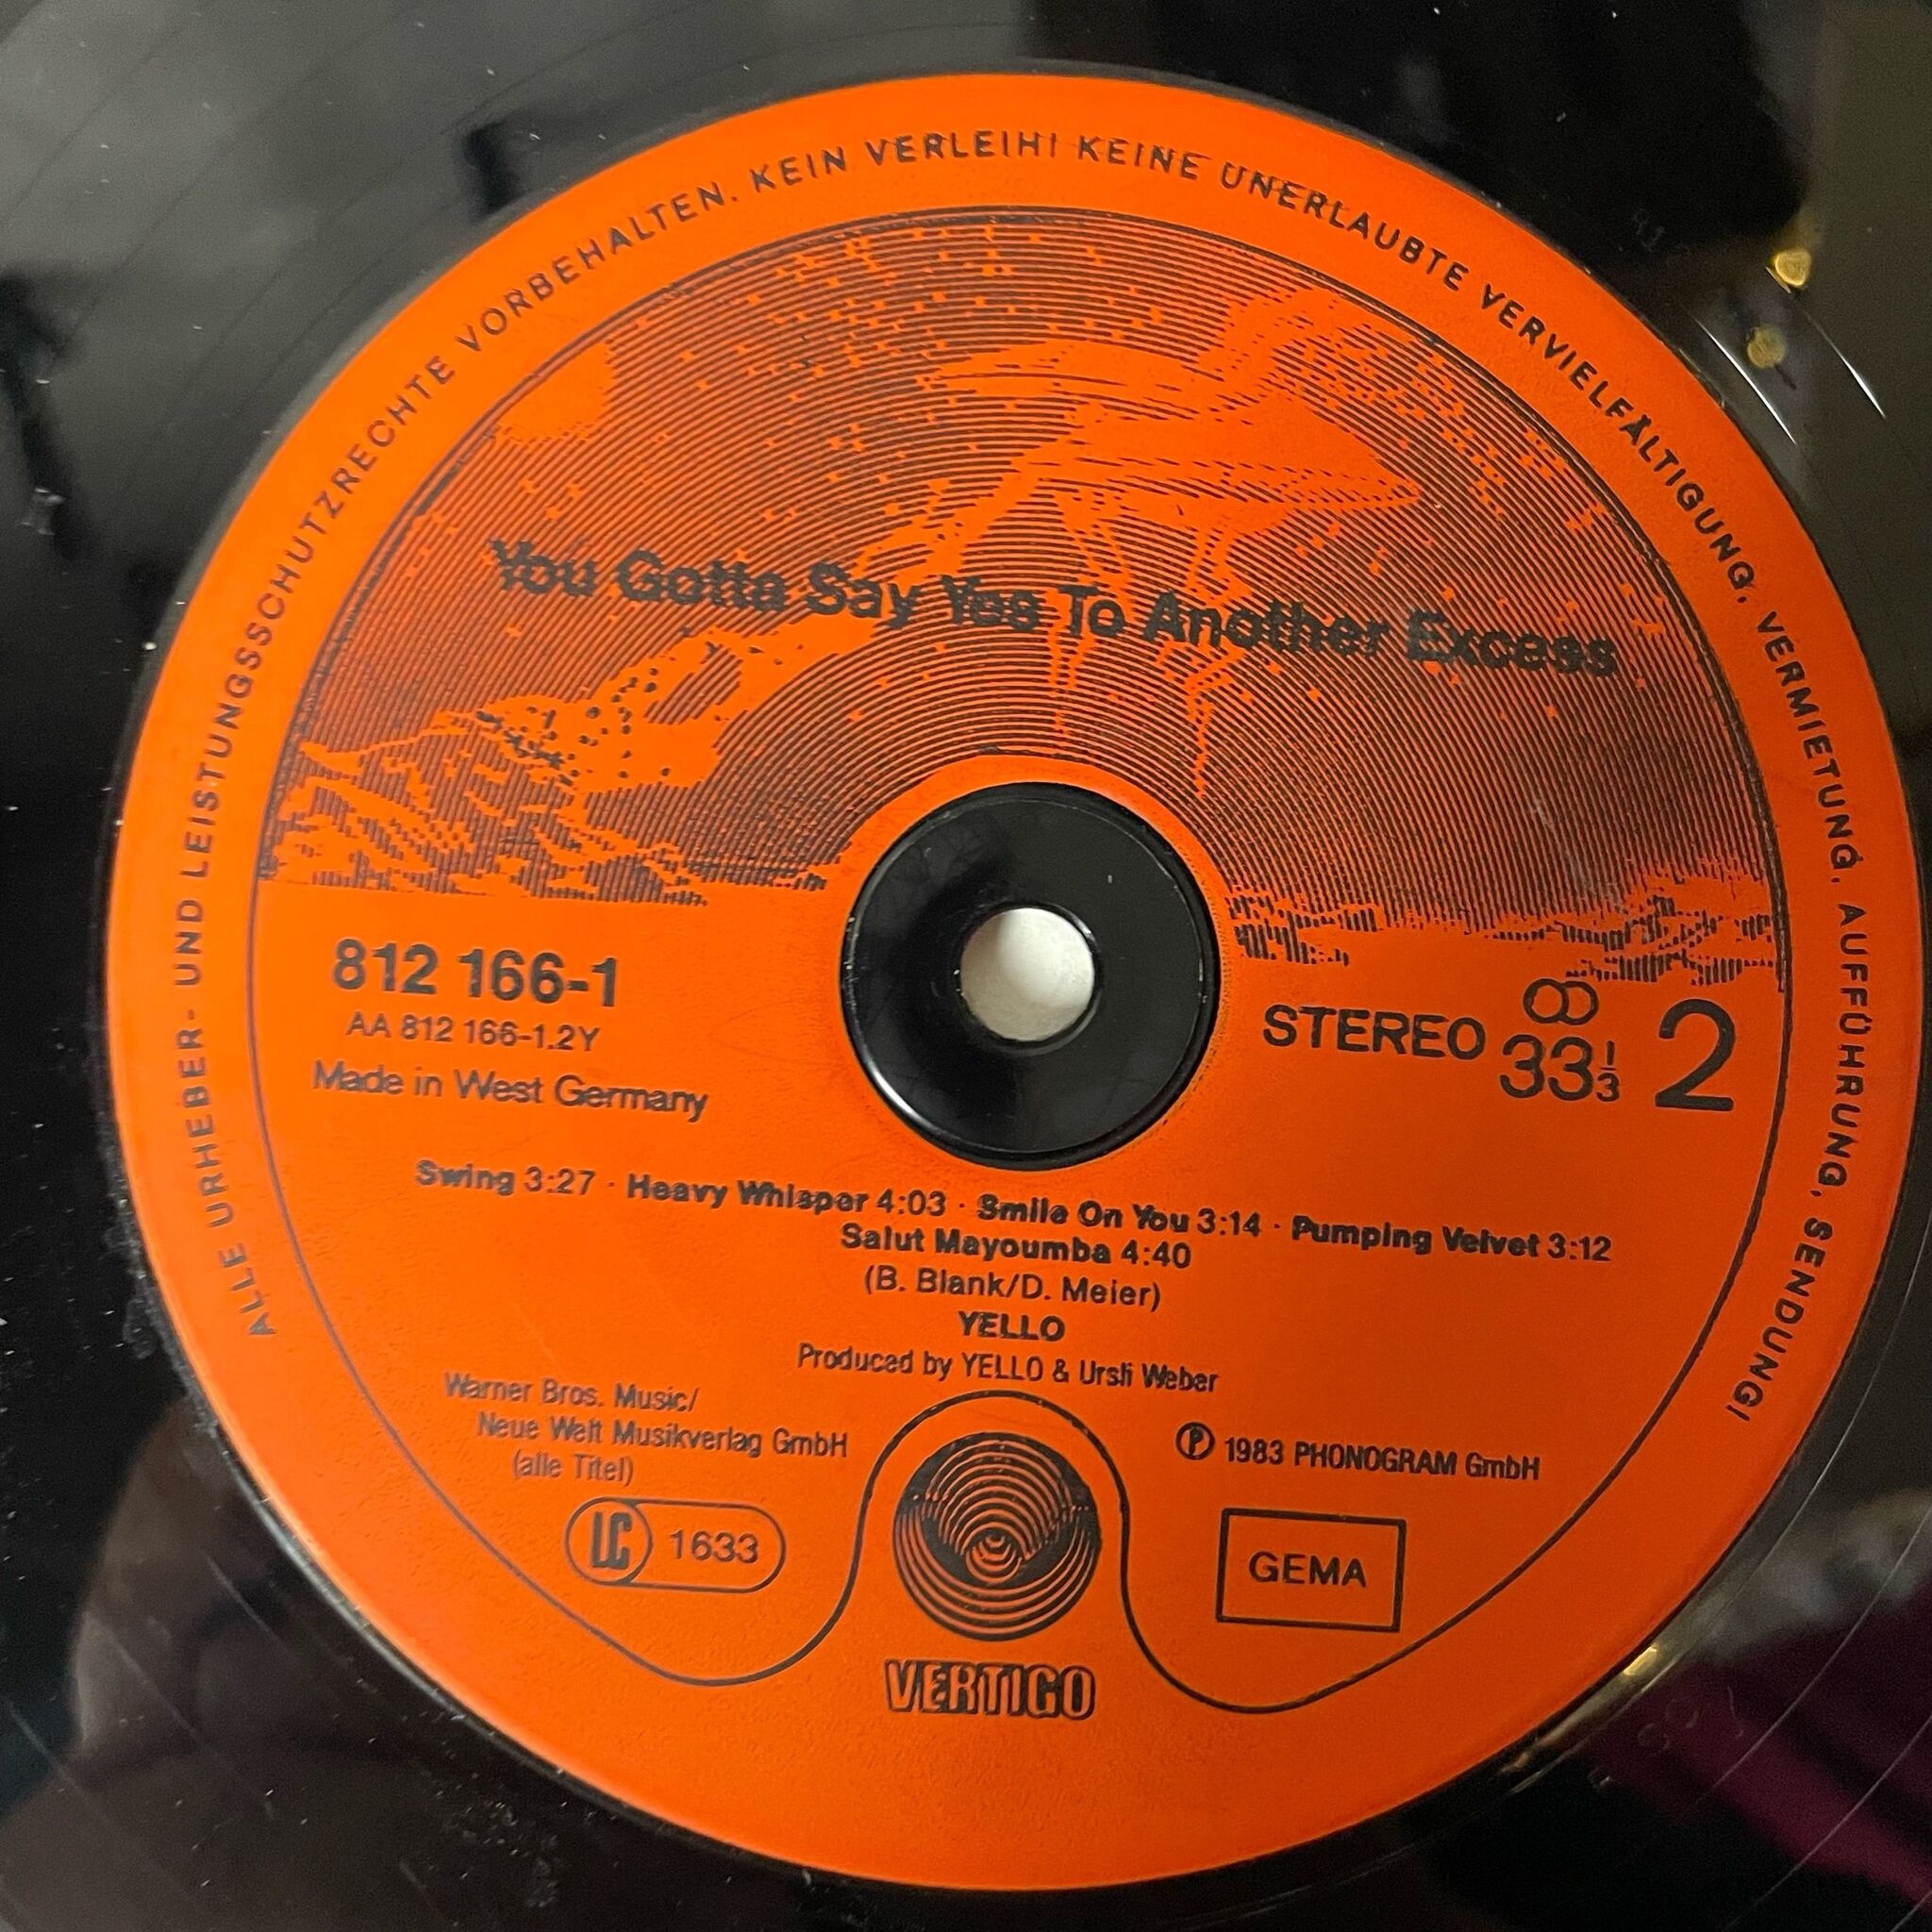 ALLE URHEBER- UND LEISTUNGSSCHUTZRECHTE VORBEHALTEN. KEIN VERLEIH! KEINE UNERLAUBTE VERVIELFÄLTIGUNG, VERMIETUNG, AUFFÜHRUNG, SENDUNG!
You Gotta Say Yes To Another Excess
812 166-1
AA 812 166-1.2Y
Made in West Germany
STEREO 33 1/3 2
Swing 3:27 · Heavy Whisper 4:03 · Smile On You 3:14 · Pumping Velvet 3:12
Salut Mayoumba 4:40
(B. Blank/D. Meier)
YELLO
Produced by YELLO & Ursli Weber
Warner Bros. Music/
Neue Welt Musikverlag GmbH
(alle Titel)
℗ 1983 PHONOGRAM GmbH
LC 1633
GEMA
VERTIGO